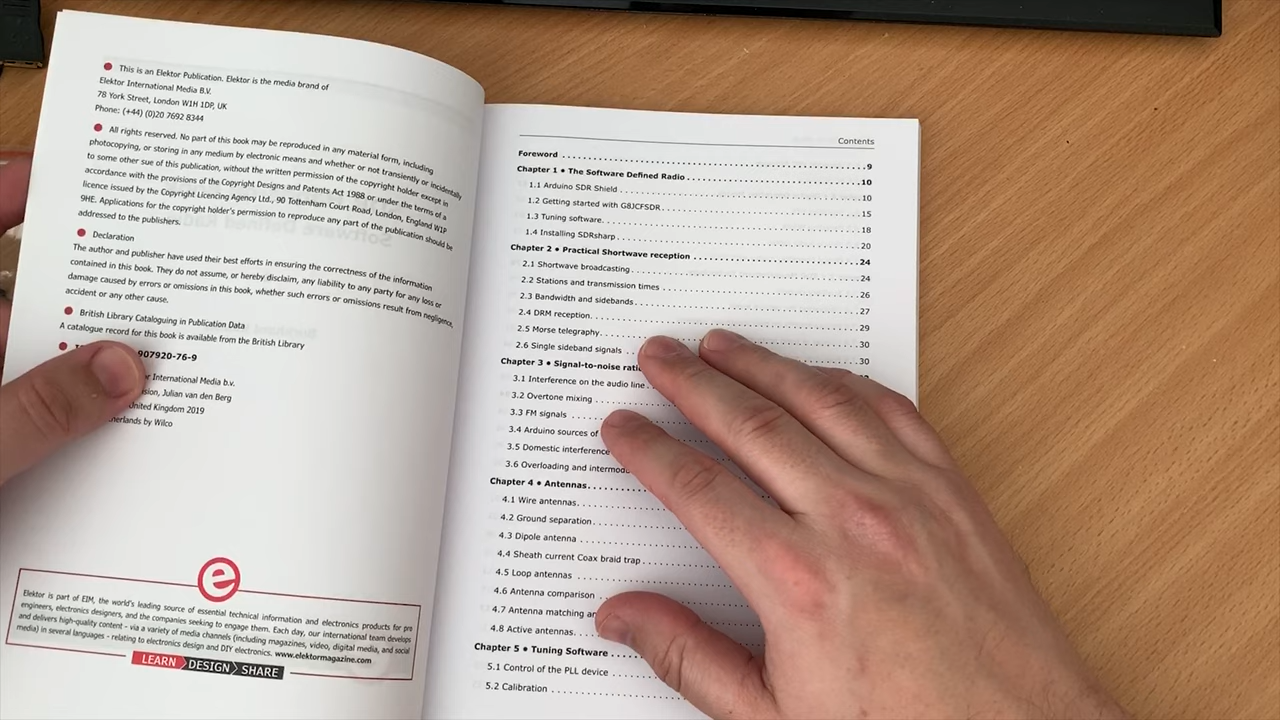 This is an Elektor Publication. Elektor is the media brand of
Elektor International Media B.V.
78 York Street, London W1H 1DP, UK
Phone: (+44) (0)20 7692 8344
All rights reserved. No part of this book may be reproduced in any material form, including
photocopying, or storing in any medium by electronic means and whether or not transiently or incidentally
to some other sue of this publication, without the written permission of the copyright holder except in
accordance with the provisions of the Copyright Designs and Patents Act 1988 or under the terms of a
licence issued by the Copyright Licencing Agency Ltd., 90 Tottenham Court Road, London, England W1P
9HE. Applications for the copyright holder's permission to reproduce any part of the publication should be
addressed to the publishers.
Declaration
The author and publisher have used their best efforts in ensuring the correctness of the information
contained in this book. They do not assume, or hereby disclaim, any liability to any party for any loss or
damage caused by errors or omissions in this book, whether such errors or omissions result from negligence,
accident or any other cause.
British Library Cataloguing in Publication Data
A catalogue record for this book is available from the British Library
907920-76-9
International Media b.v.
Julian van den Berg
United Kingdom 2019
by Wilco
e
Elektor is part of EIM, the world's leading source of essential technical information and electronics products for pro
engineers, electronics designers, and the companies seeking to engage them. Each day, our international team develops
and delivers high-quality content - via a variety of media channels (including magazines, video, digital media, and social
media) in several languages - relating to electronics design and DIY electronics. www.elektormagazine.com
LEARN DESIGN SHARE
Contents
Foreword 9
Chapter 1 • The Software Defined Radio 10
1.1 Arduino SDR Shield 10
1.2 Getting started with G8JCFSDR 15
1.3 Tuning software 18
1.4 Installing SDRsharp 20
Chapter 2 • Practical Shortwave reception 24
2.1 Shortwave broadcasting 24
2.2 Stations and transmission times 26
2.3 Bandwidth and sidebands 27
2.4 DRM reception 29
2.5 Morse telegraphy 30
2.6 Single sideband signals 30
Chapter 3 • Signal-to-noise
3.1 Interference on the audio line
3.2 Overtone mixing
3.3 FM signals
3.4 Arduino sources of
3.5 Domestic interference
3.6 Overloading and
Chapter 4 • Antennas
4.1 Wire antennas
4.2 Ground separation
4.3 Dipole antenna
4.4 Sheath current Coax braid trap
4.5 Loop antennas
4.6 Antenna comparison
4.7 Antenna matching
4.8 Active antennas
Chapter 5 • Tuning Software
5.1 Control of the PLL device
5.2 Calibration